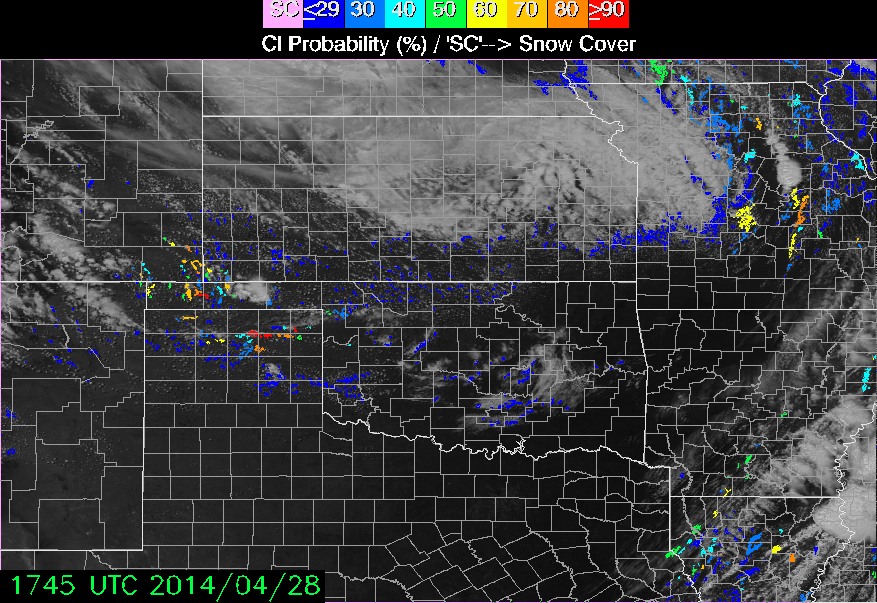 SC ≤29 30 40 50 60 70 80 ≥90
CI Probability (%) / 'SC'--> Snow Cover
1745 UTC 2014/04/28